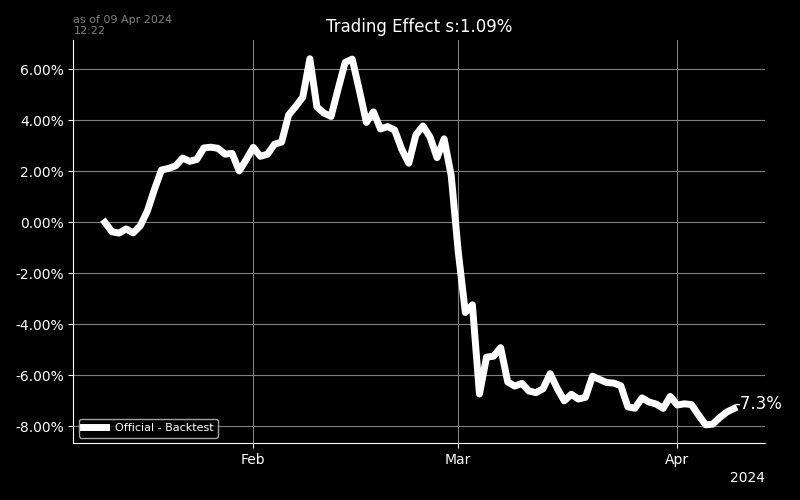 as of 09 Apr 2024
12:22
Trading Effect s:1.09%
6.00%
4.00%
2.00%
0.00%
-2.00%
-4.00%
-6.00%
-8.00%
-7.3%
Official - Backtest
Feb
Mar
Apr
2024